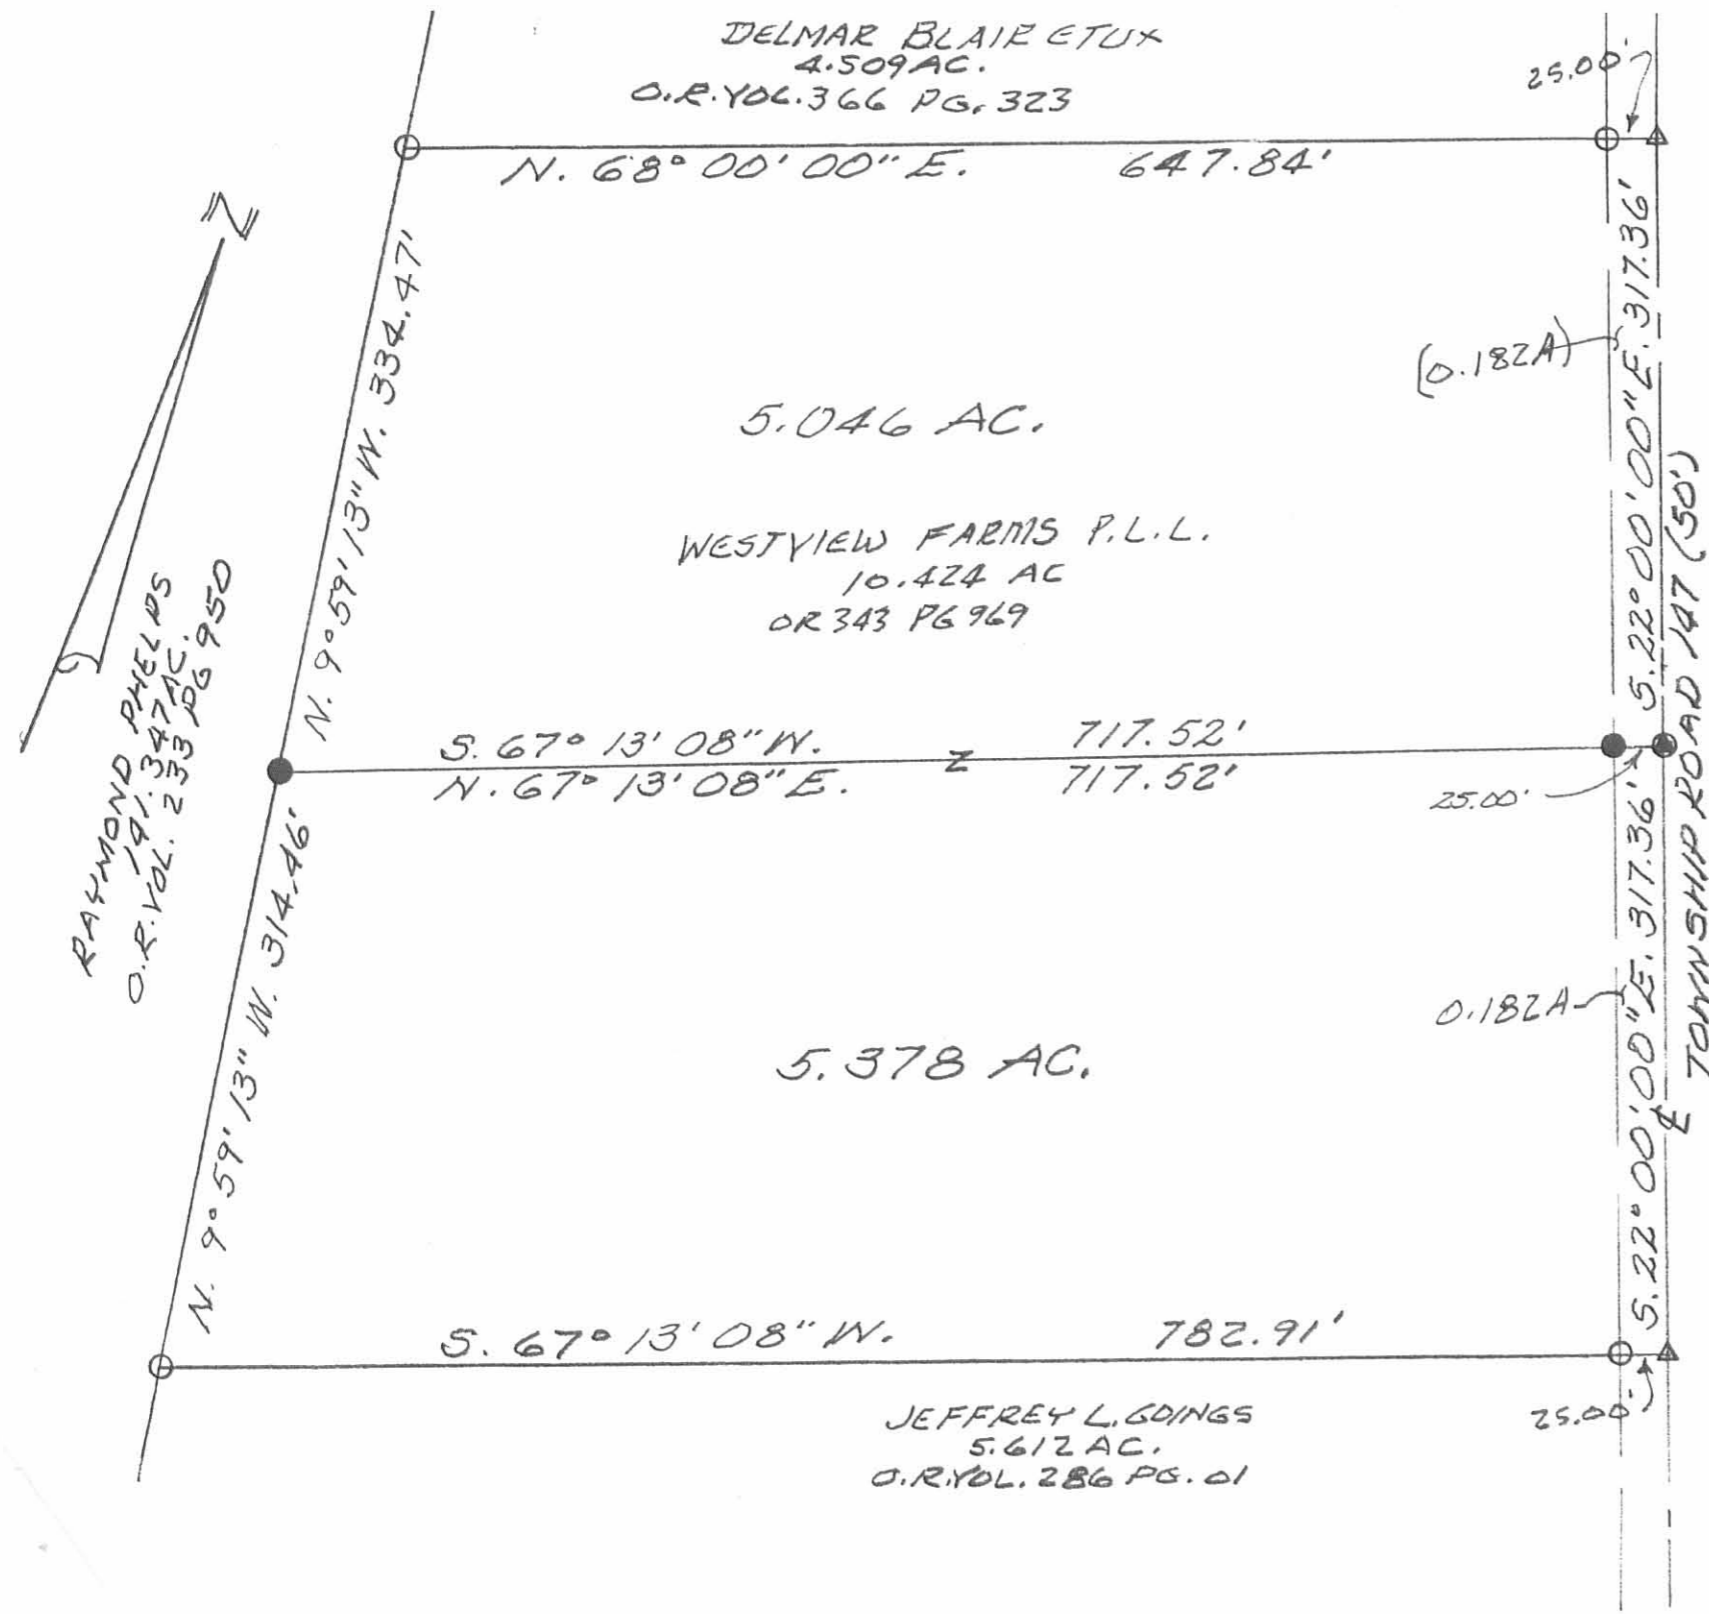 DELMAR BLAIR ETUX
4.509 AC.
O.R. VOL. 366 PG. 323
25.00'
N. 68° 00' 00" E. 647.84'
N
N. 9° 59' 13" W. 334.47'
S. 22° 00' 00" E. 317.36'
(0.182A)
5.046 AC.
WESTVIEW FARMS P.L.L.
10.424 AC
OR 343 PG 969
RAYMOND PHELPS
191.347 AC.
O.R. VOL. 233 PG 950
TOWNSHIP ROAD 147 (50')
S. 67° 13' 08" W. 717.52'
N. 67° 13' 08" E. 717.52'
Z
25.00'
N. 9° 59' 13" W. 314.46'
S. 22° 00' 00" E. 317.36'
0.182A
5.378 AC.
℄
S. 67° 13' 08" W. 782.91'
JEFFREY L. GOINGS
5.612 AC.
O.R. VOL. 286 PG. 01
25.00'